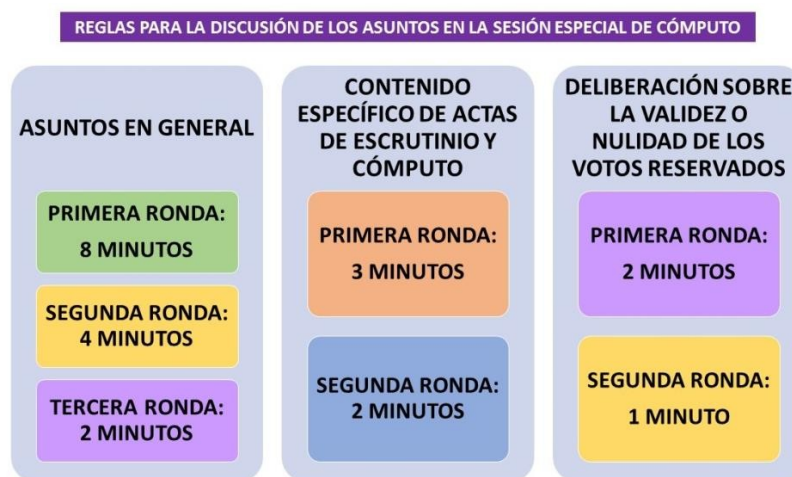 REGLAS PARA LA DISCUSIÓN DE LOS ASUNTOS EN LA SESIÓN ESPECIAL DE CÓMPUTO
ASUNTOS EN GENERAL
PRIMERA RONDA:
8 MINUTOS
SEGUNDA RONDA:
4 MINUTOS
TERCERA RONDA:
2 MINUTOS
CONTENIDO
ESPECÍFICO DE ACTAS
DE ESCRUTINIO Y
CÓMPUTO
PRIMERA RONDA:
3 MINUTOS
SEGUNDA RONDA:
2 MINUTOS
DELIBERACIÓN SOBRE
LA VALIDEZ O
NULIDAD DE LOS
VOTOS RESERVADOS
PRIMERA RONDA:
2 MINUTOS
SEGUNDA RONDA:
1 MINUTO